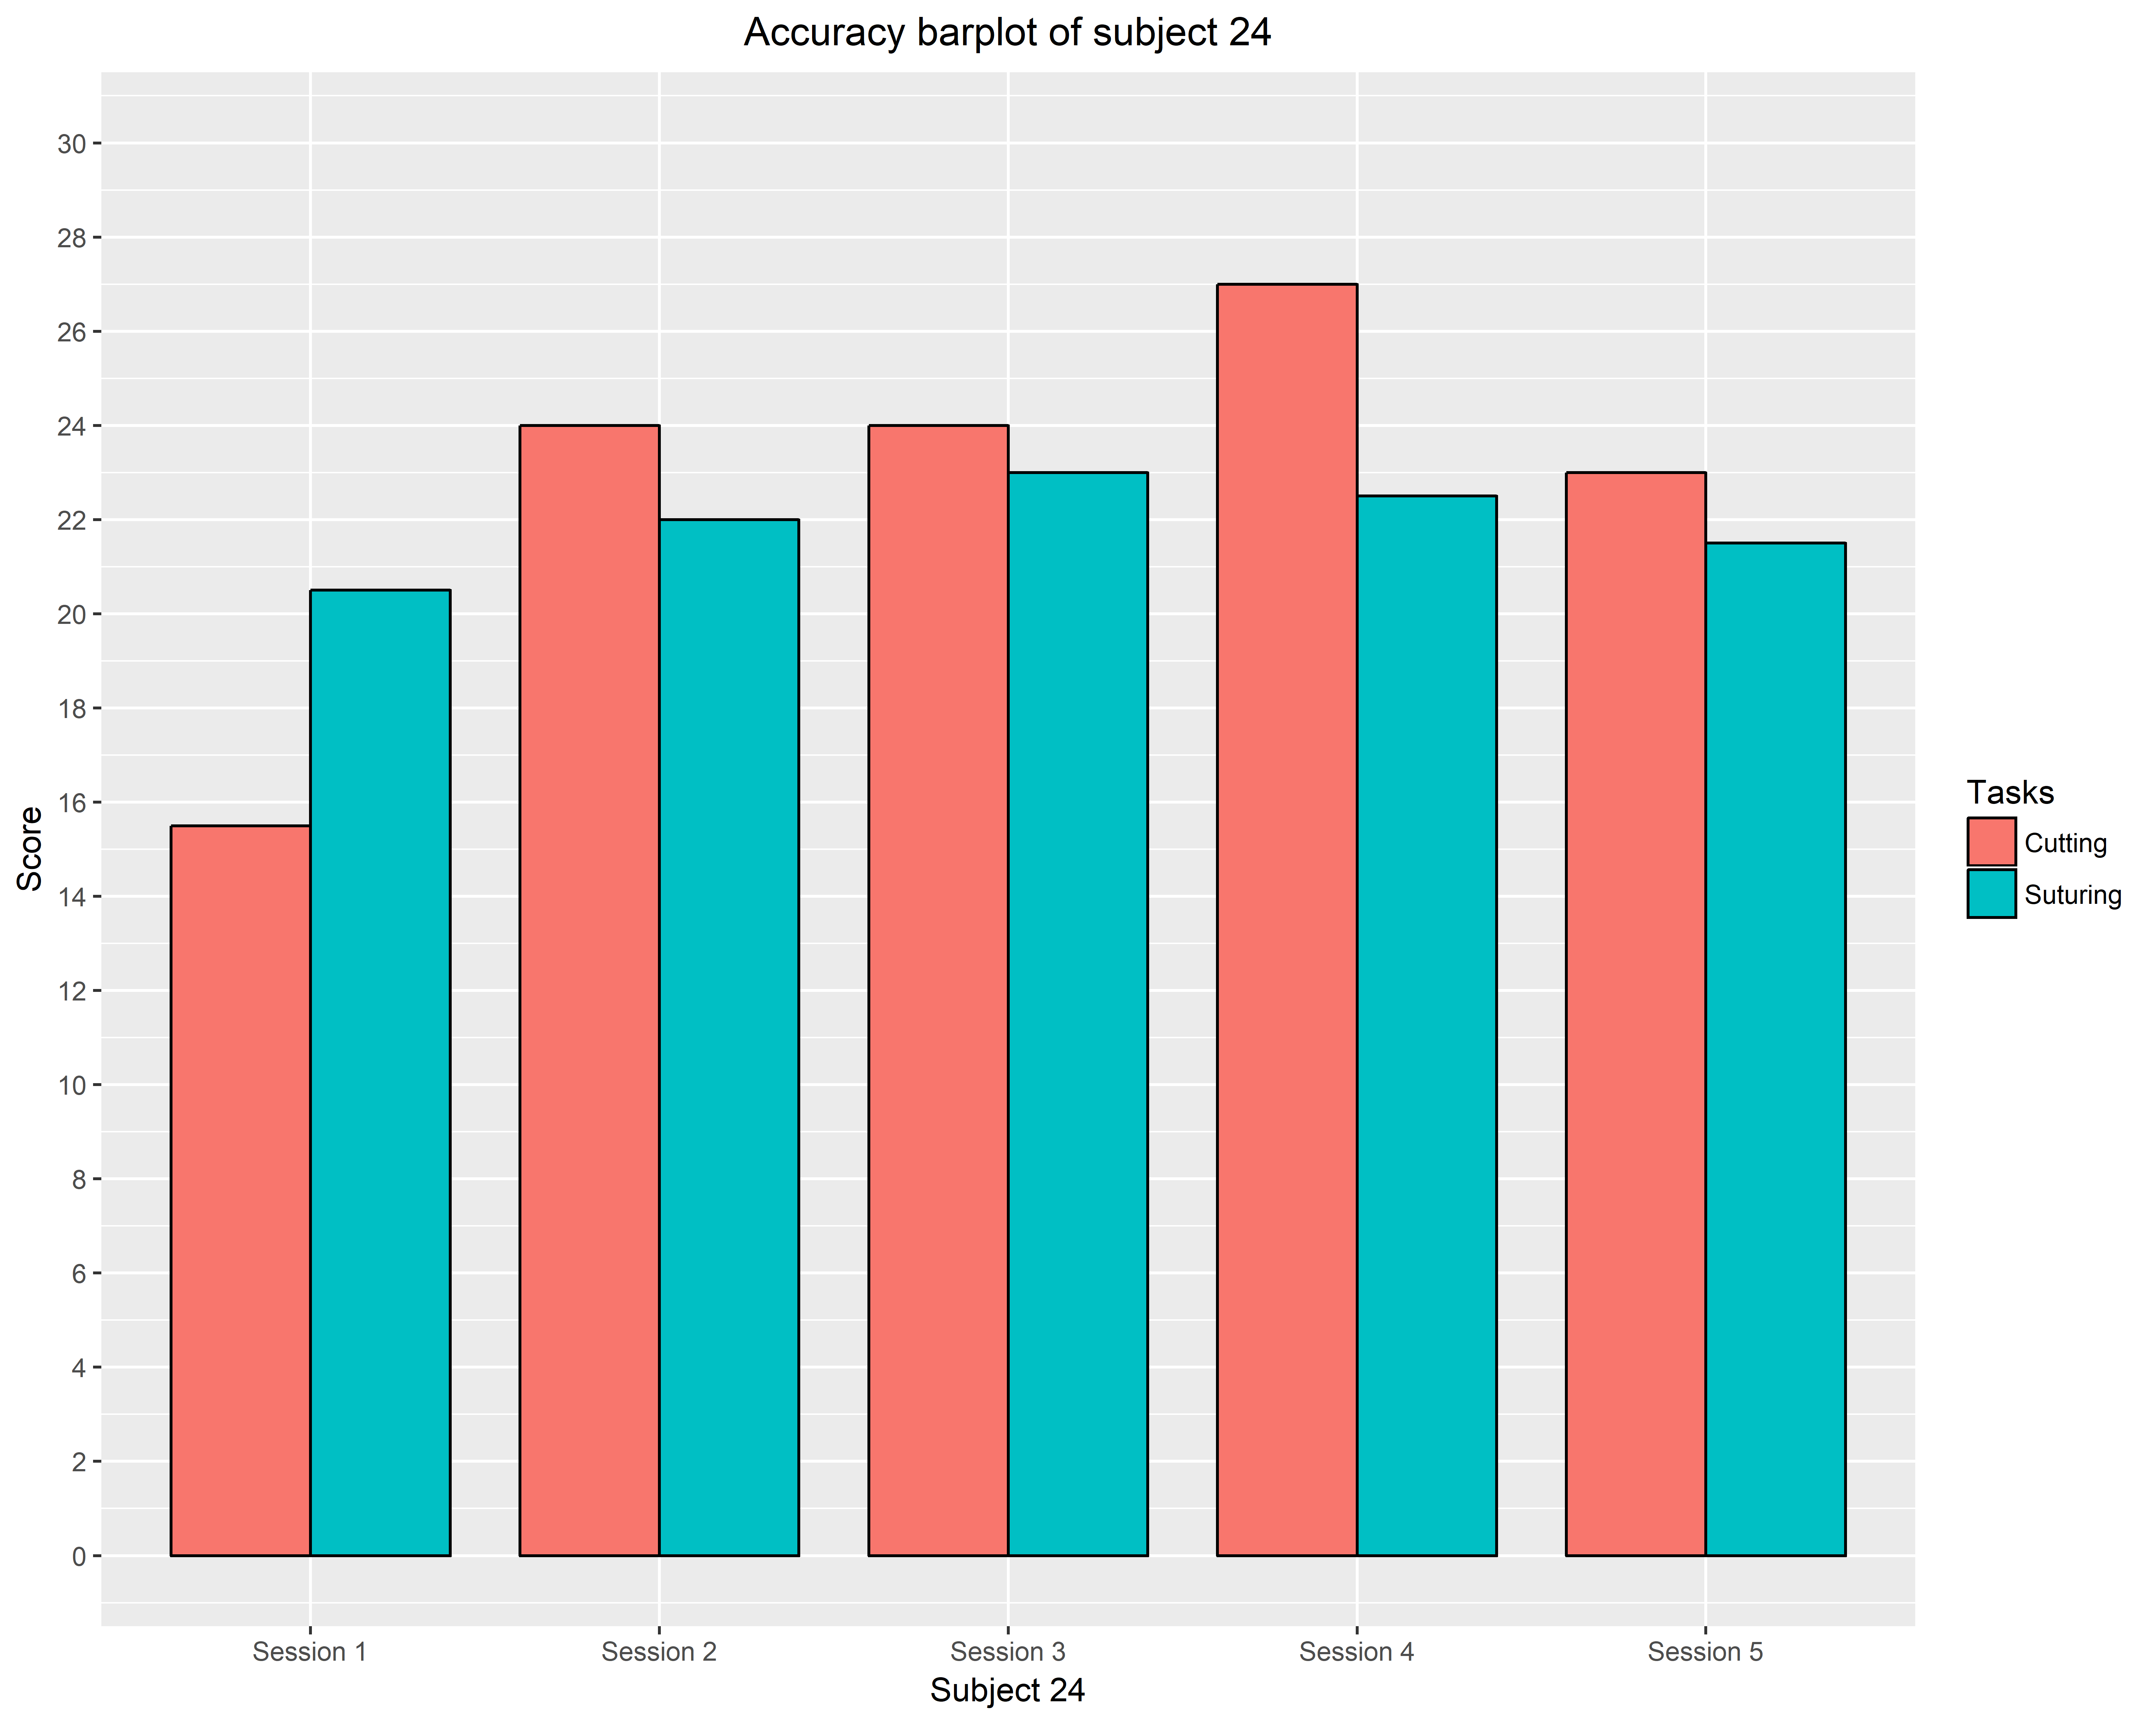 Accuracy barplot of subject 24
30
28
26
24
22
20
18
16
14
12
10
8
6
4
2
0
Score
Session 1 Session 2 Session 3 Session 4 Session 5
Subject 24
Tasks
Cutting
Suturing